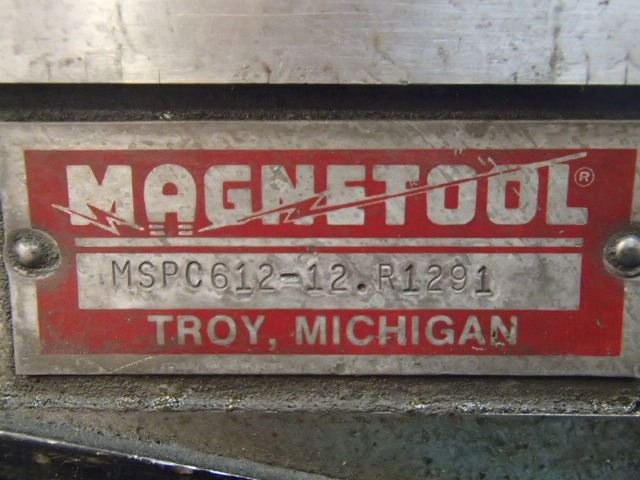 MAGNETOOL®
MSPC612-12.R1291
TROY, MICHIGAN